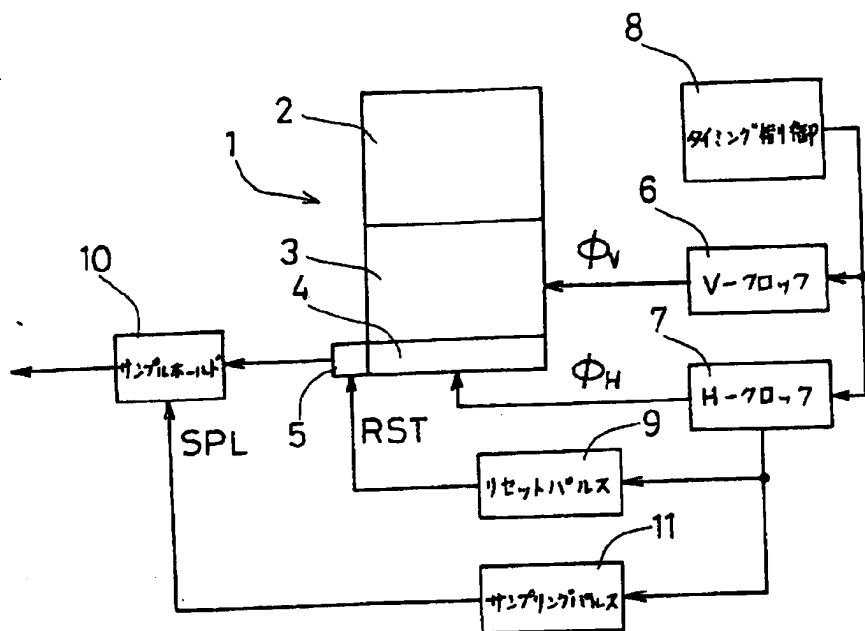 8
2
タイミング制御
1
6
10
3
ϕV
V-クロック
4
7
サンプルホールド
ϕH
H-クロック
5
RST
9
SPL
リセットパルス
11
サンプリングパルス